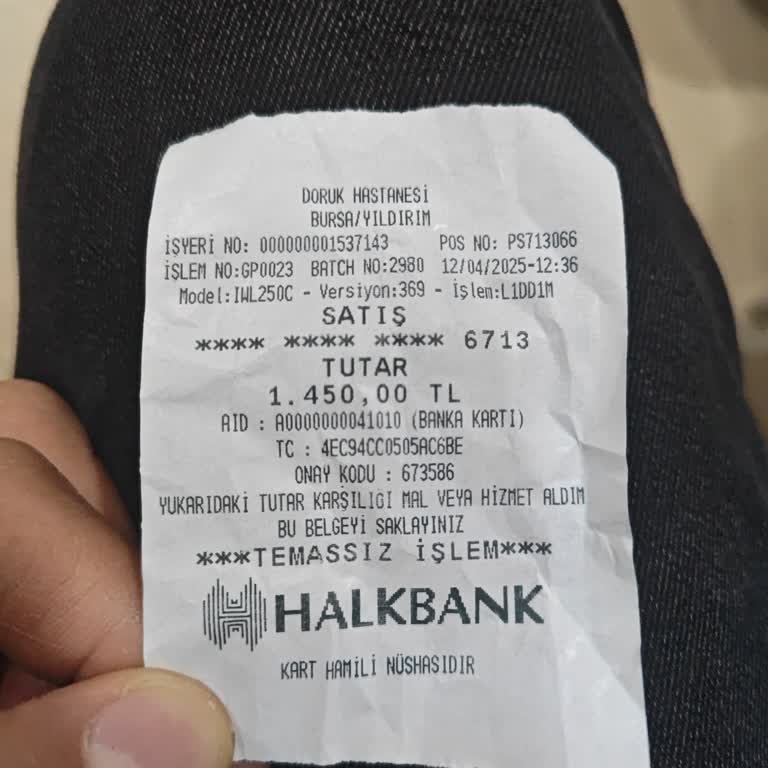 DORUK HASTANESİ
BURSA/YILDIRIM
İŞYERİ NO: 000000001537143 POS NO: PS713066
İŞLEM NO:GP0023 BATCH NO:2980 12/04/2025-12:36
Model:IWL250C - Versiyon:369 - İşlem:L1DD1M
SATIŞ
**** **** **** 6713
TUTAR
1.450,00 TL
AID : A0000000041010 (BANKA KARTI)
TC : 4EC94CC0505AC6BE
ONAY KODU : 673586
YUKARIDAKİ TUTAR KARŞILIĞI MAL VEYA HİZMET ALDIM
BU BELGEYİ SAKLAYINIZ
***TEMASSIZ İŞLEM***
HALKBANK
KART HAMİLİ NÜSHASIDIR